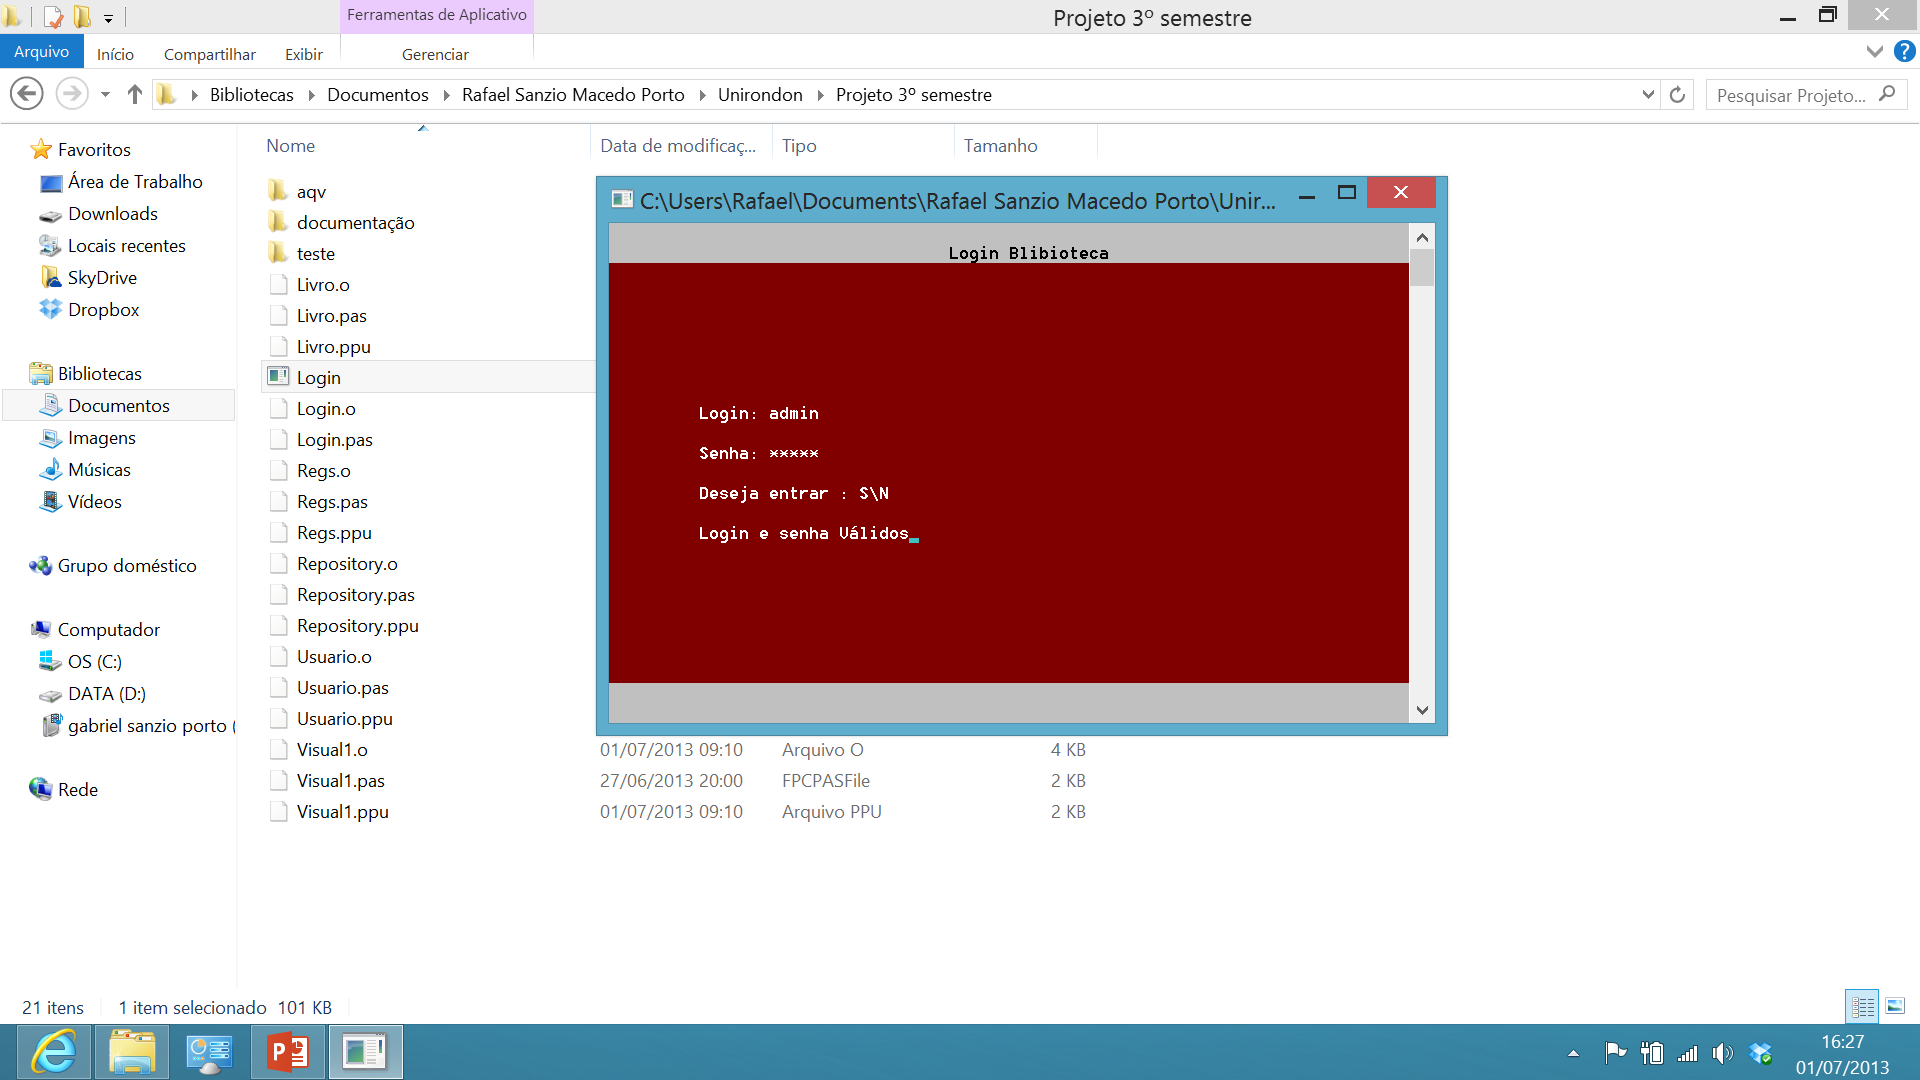 Ferramentas de Aplicativo
Projeto 3º semestre
Arquivo
Início
Compartilhar
Exibir
Gerenciar
Bibliotecas
Documentos
Rafael Sanzio Macedo Porto
Unirondon
Projeto 3º semestre
Pesquisar Projeto...
Favoritos
Área de Trabalho
Downloads
Locais recentes
SkyDrive
Dropbox
Bibliotecas
Documentos
Imagens
Músicas
Vídeos
Grupo doméstico
Computador
OS (C:)
DATA (D:)
gabriel sanzio porto (
Rede
Nome
Data de modificaç...
Tipo
Tamanho
aqv
documentação
teste
Livro.o
Livro.pas
Livro.ppu
Login
Login.o
Login.pas
Regs.o
Regs.pas
Regs.ppu
Repository.o
Repository.pas
Repository.ppu
Usuario.o
Usuario.pas
Usuario.ppu
Visual1.o 01/07/2013 09:10 Arquivo O 4 KB
Visual1.pas 27/06/2013 20:00 FPCPASFile 2 KB
Visual1.ppu 01/07/2013 09:10 Arquivo PPU 2 KB
C:\Users\Rafael\Documents\Rafael Sanzio Macedo Porto\Unir...
Login Blibioteca
Login: admin
Senha: *****
Deseja entrar : S\N
Login e senha Válidos
21 itens
1 item selecionado 101 KB
16:27
01/07/2013